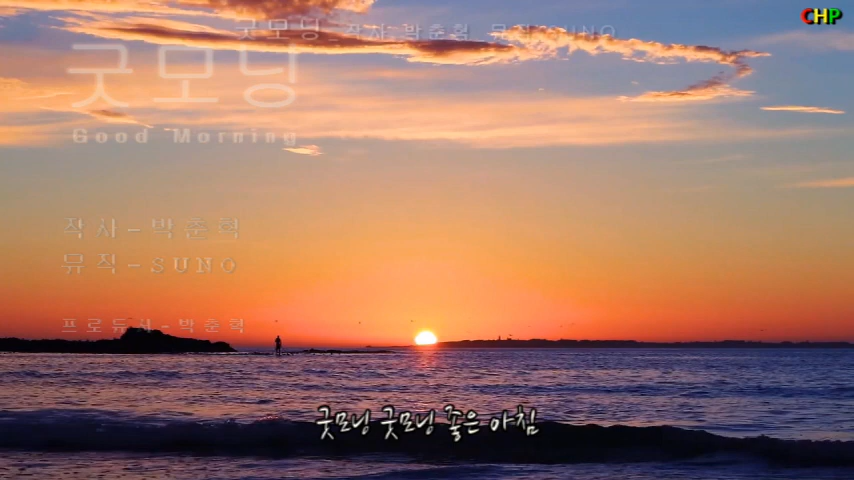 CHP
굿모닝 작사 박춘혁 뮤직 SUNO
굿모닝
Good Morning
작사-박춘혁
뮤직-SUNO
프로듀서-박춘혁
굿모닝 굿모닝 좋은 아침